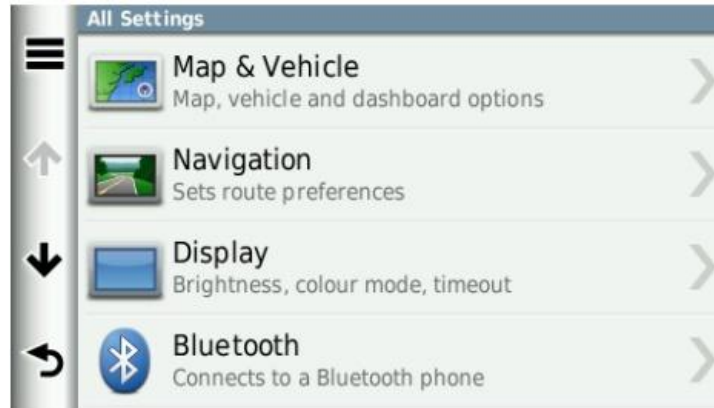 All Settings
Map & Vehicle
Map, vehicle and dashboard options
Navigation
Sets route preferences
Display
Brightness, colour mode, timeout
Bluetooth
Connects to a Bluetooth phone